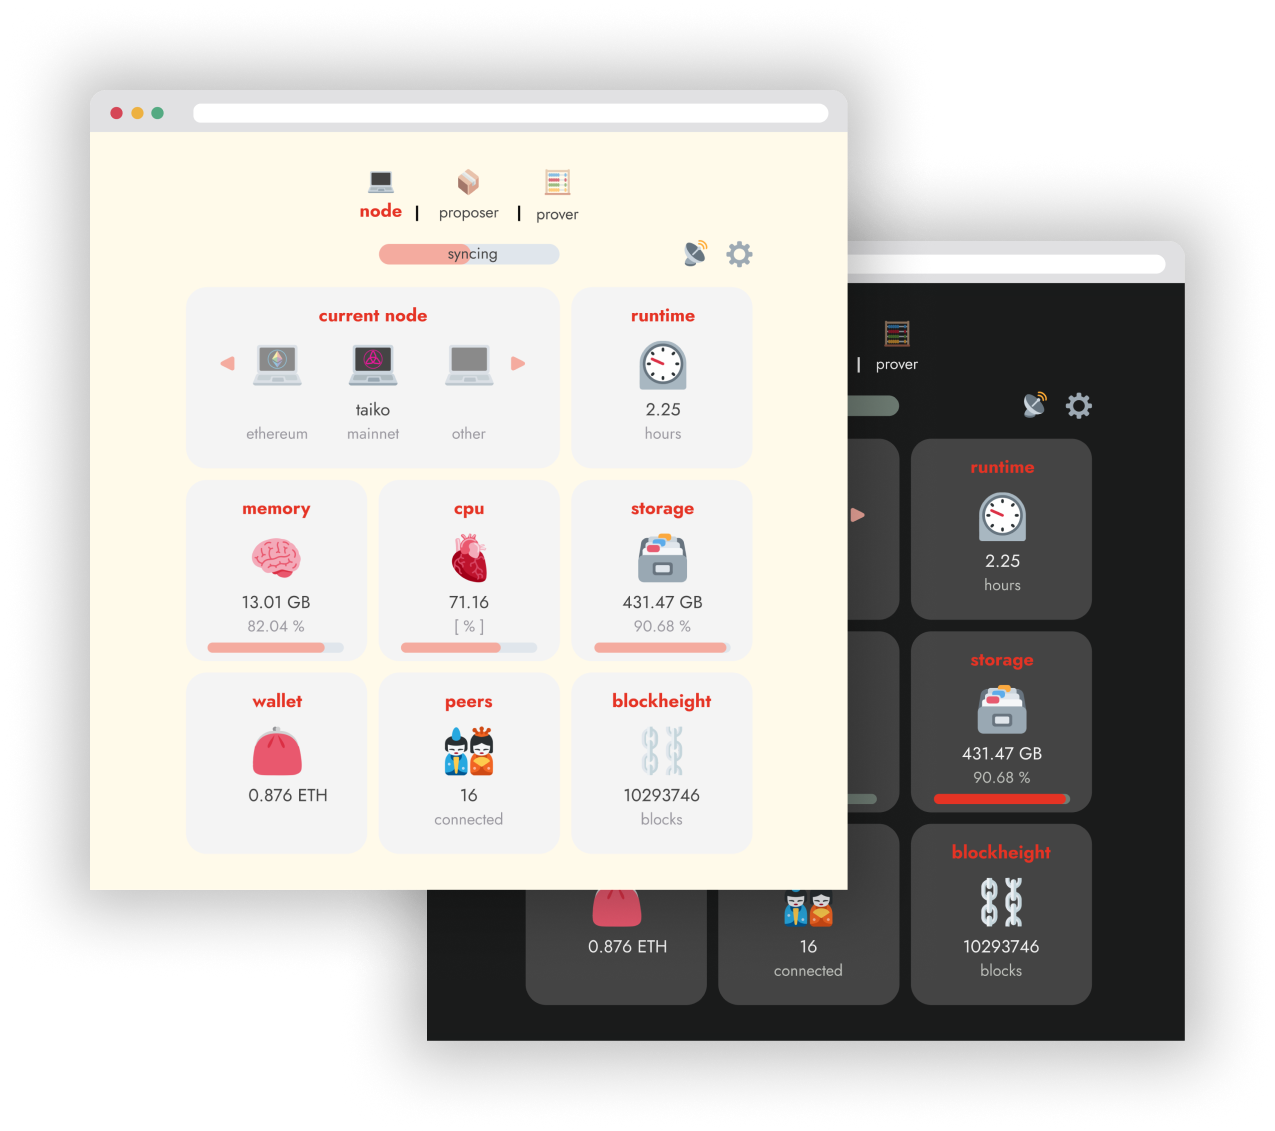 node | proposer | prover
syncing
current node
taiko
ethereum mainnet other
runtime
2.25
hours
memory
13.01 GB
82.04 %
cpu
71.16
[ % ]
storage
431.47 GB
90.68 %
wallet
0.876 ETH
peers
16
connected
blockheight
10293746
blocks
| prover
runtime
2.25
hours
storage
431.47 GB
90.68 %
0.876 ETH
16
connected
blockheight
10293746
blocks